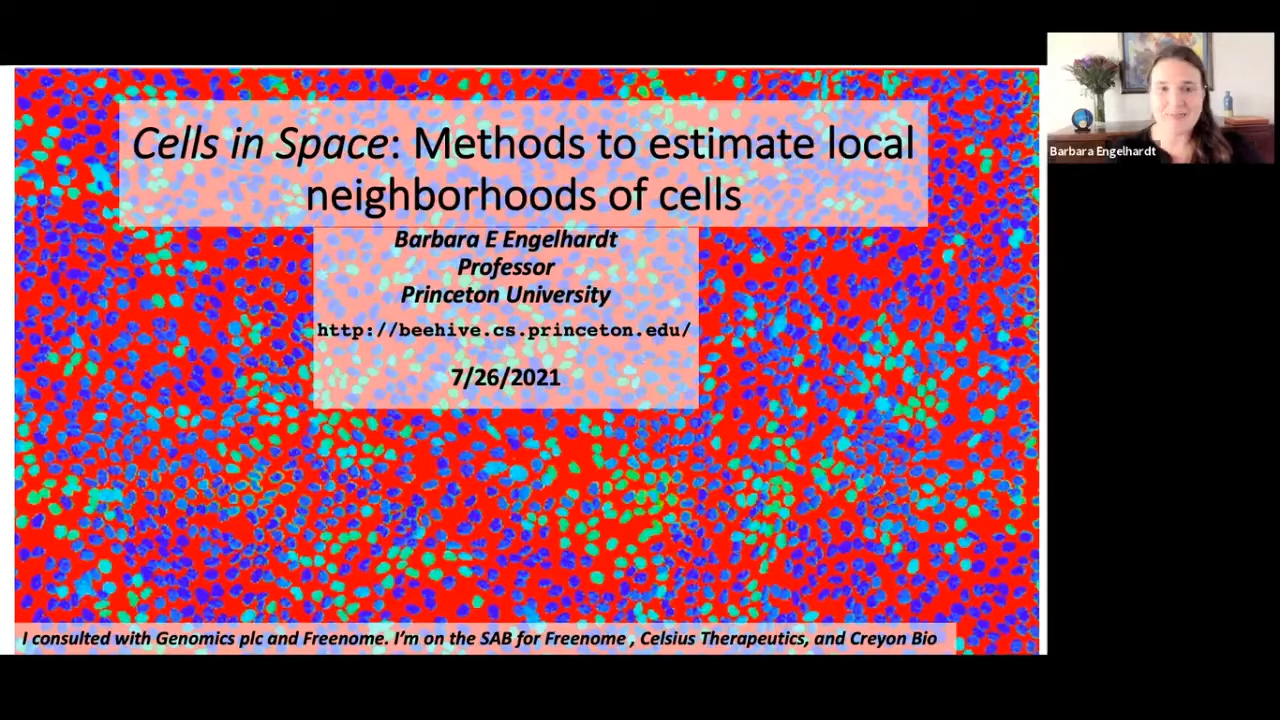 Cells in Space: Methods to estimate local
neighborhoods of cells
Barbara E Engelhardt
Professor
Princeton University
http://beehive.cs.princeton.edu/
7/26/2021
I consulted with Genomics plc and Freenome. I'm on the SAB for Freenome , Celsius Therapeutics, and Creyon Bio
Barbara Engelhardt